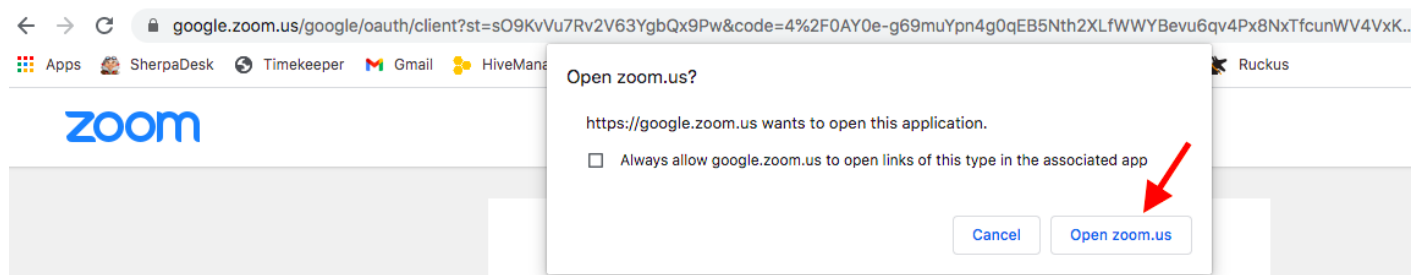 google.zoom.us/google/oauth/client?st=sO9KvVu7Rv2V63YgbQx9Pw&code=4%2F0AY0e-g69muYpn4g0qEB5Nth2XLfWWYBevu6qv4Px8NxTfcunWV4VxK...
Apps SherpaDesk Timekeeper Gmail HiveMana Ruckus
zoom
Open zoom.us?
https://google.zoom.us wants to open this application.
Always allow google.zoom.us to open links of this type in the associated app
Cancel Open zoom.us